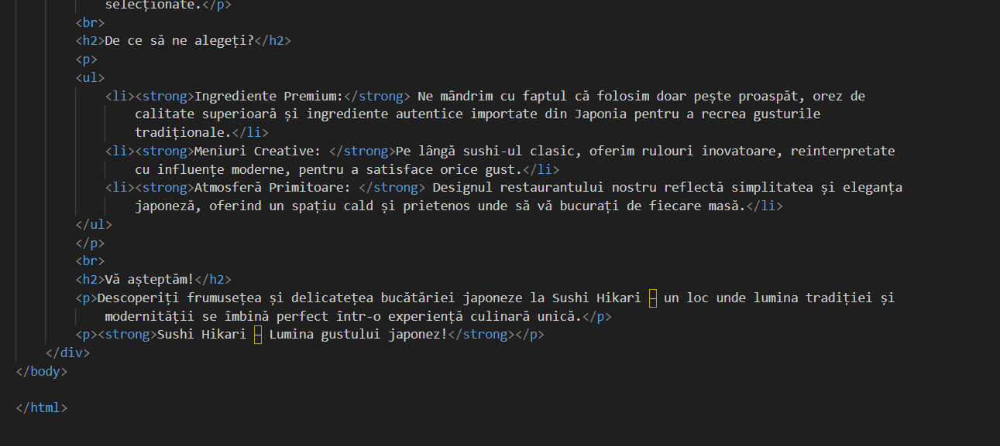 selecționate.</p>
<br>
<h2>De ce să ne alegeți?</h2>
<p>
<ul>
<li><strong>Ingrediente Premium:</strong> Ne mândrim cu faptul că folosim doar pește proaspăt, orez de
calitate superioară și ingrediente autentice importate din Japonia pentru a recrea gusturile
tradiționale.</li>
<li><strong>Meniuri Creative: </strong>Pe lângă sushi-ul clasic, oferim rulouri inovatoare, reinterpretate
cu influențe moderne, pentru a satisface orice gust.</li>
<li><strong>Atmosferă Primitoare: </strong> Designul restaurantului nostru reflectă simplitatea și eleganța
japoneză, oferind un spațiu cald și prietenos unde să vă bucurați de fiecare masă.</li>
</ul>
</p>
<br>
<h2>Vă așteptăm!</h2>
<p>Descoperiți frumusețea și delicatețea bucătăriei japoneze la Sushi Hikari – un loc unde lumina tradiției și
modernității se îmbină perfect într-o experiență culinară unică.</p>
<p><strong>Sushi Hikari – Lumina gustului japonez!</strong></p>
</div>
</body>
</html>